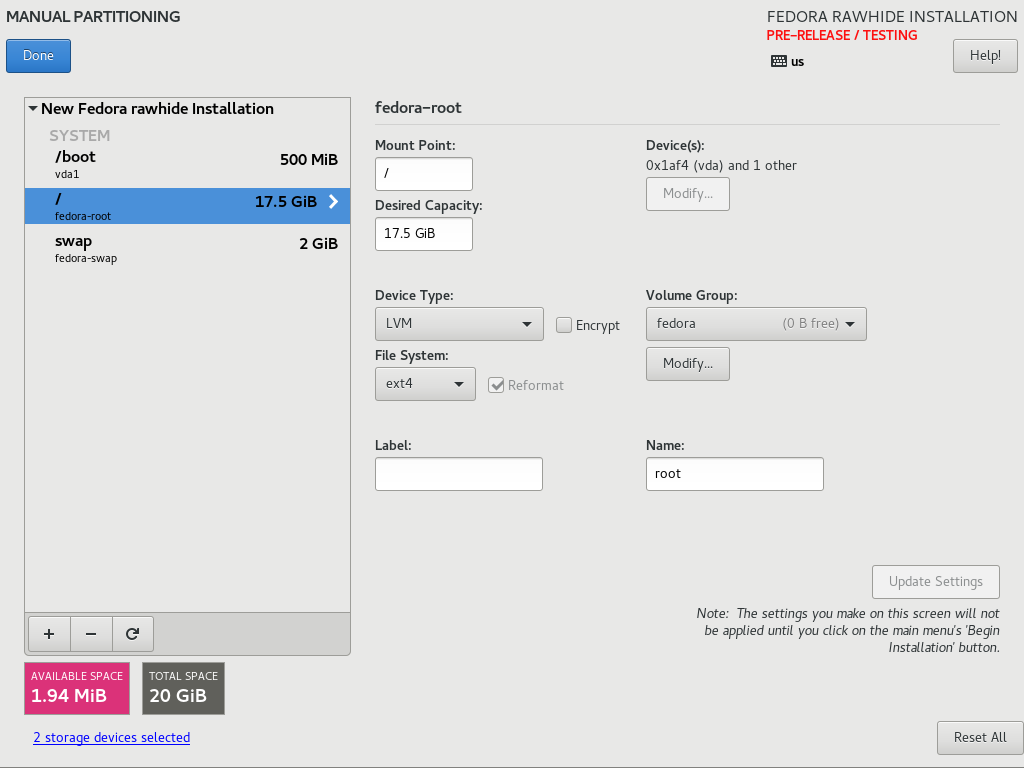 MANUAL PARTITIONING
FEDORA RAWHIDE INSTALLATION
PRE-RELEASE / TESTING
Done
us
Help!
New Fedora rawhide Installation
SYSTEM
/boot
500 MiB
vda1
/
17.5 GiB
fedora-root
swap
2 GiB
fedora-swap
+
−
AVAILABLE SPACE
1.94 MiB
TOTAL SPACE
20 GiB
2 storage devices selected
fedora-root
Mount Point:
/
Desired Capacity:
17.5 GiB
Device(s):
0x1af4 (vda) and 1 other
Modify...
Device Type:
LVM
Encrypt
Volume Group:
fedora (0 B free)
Modify...
File System:
ext4
Reformat
Label:
Name:
root
Update Settings
Note: The settings you make on this screen will not
be applied until you click on the main menu's 'Begin
Installation' button.
Reset All